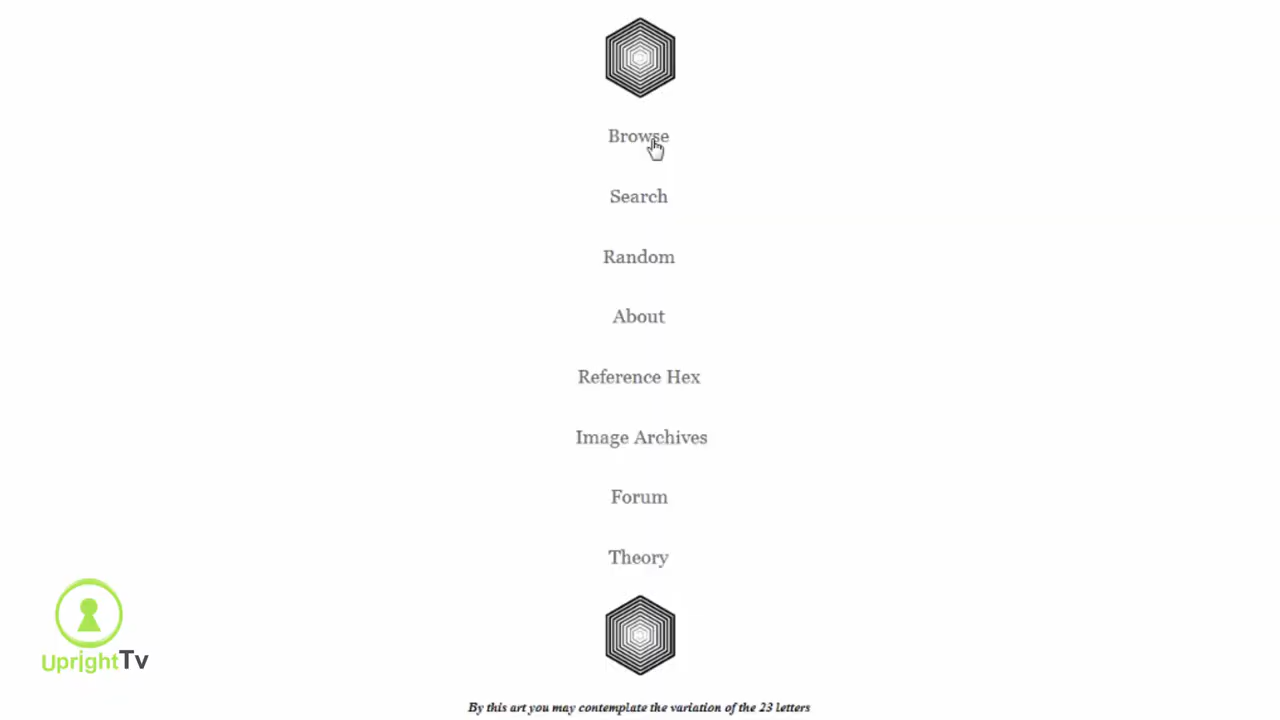 Browse
Search
Random
About
Reference Hex
Image Archives
Forum
Theory
UprightTv
By this art you may contemplate the variation of the 23 letters